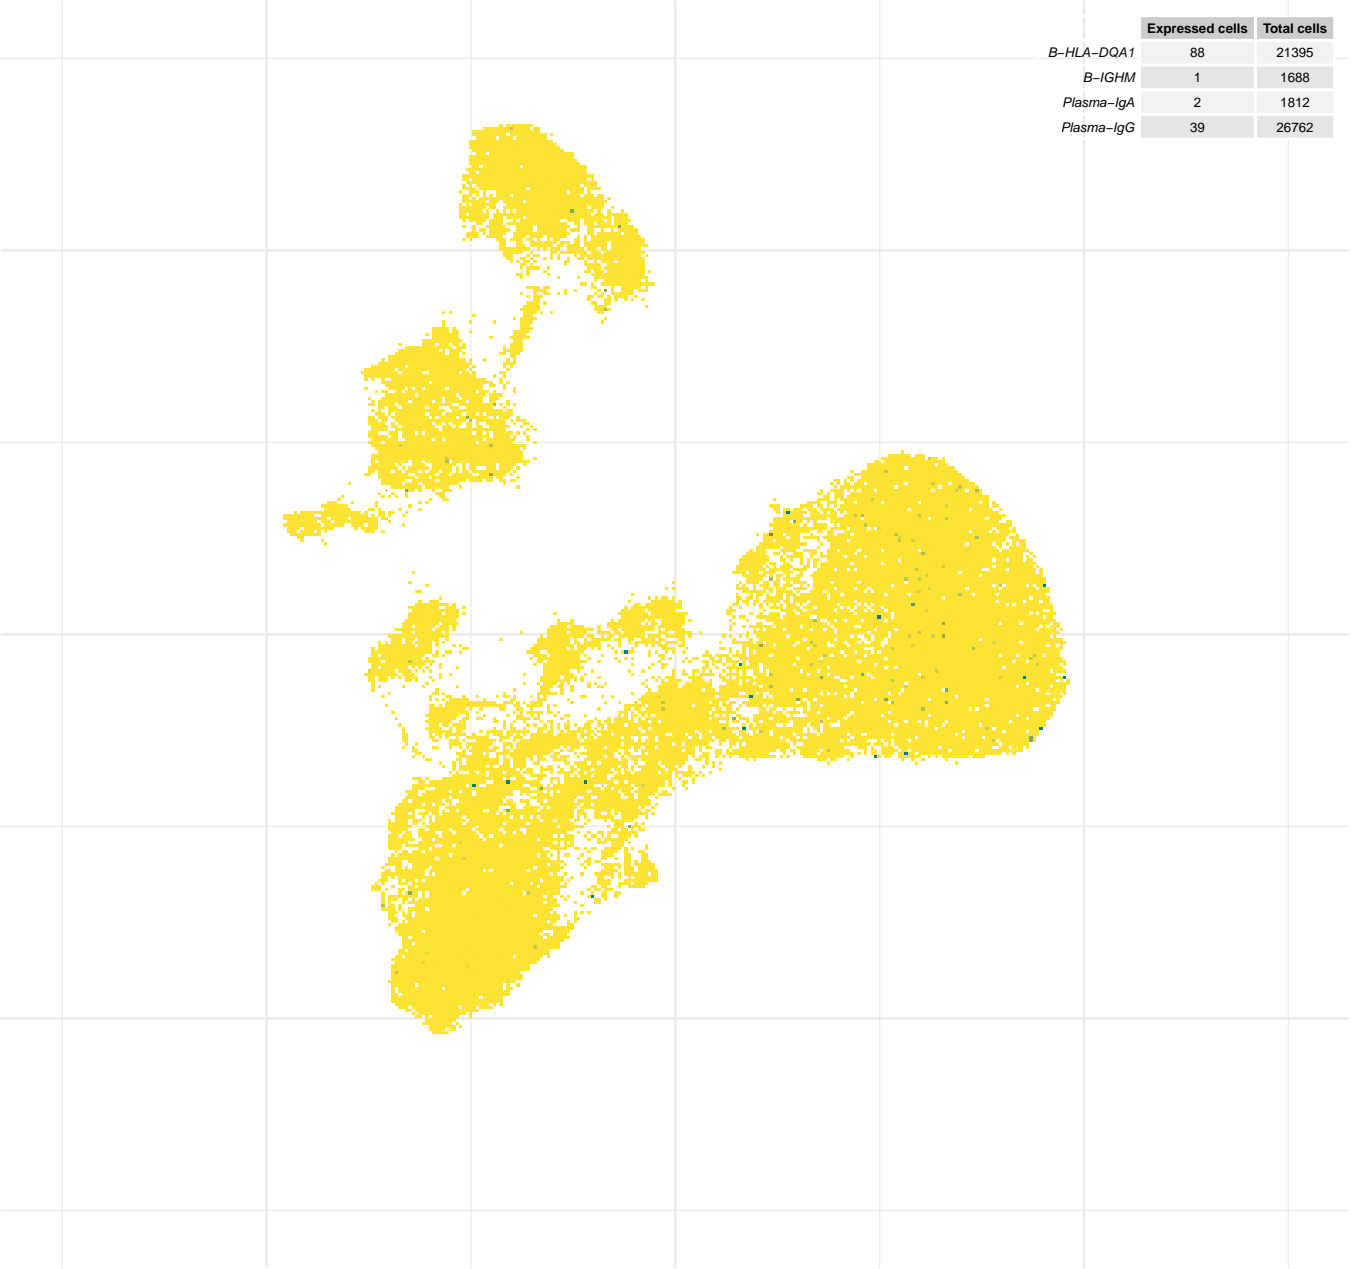 Expressed cells Total cells
B−HLA−DQA1 88 21395
B−IGHM 1 1688
Plasma−IgA 2 1812
Plasma−IgG 39 26762